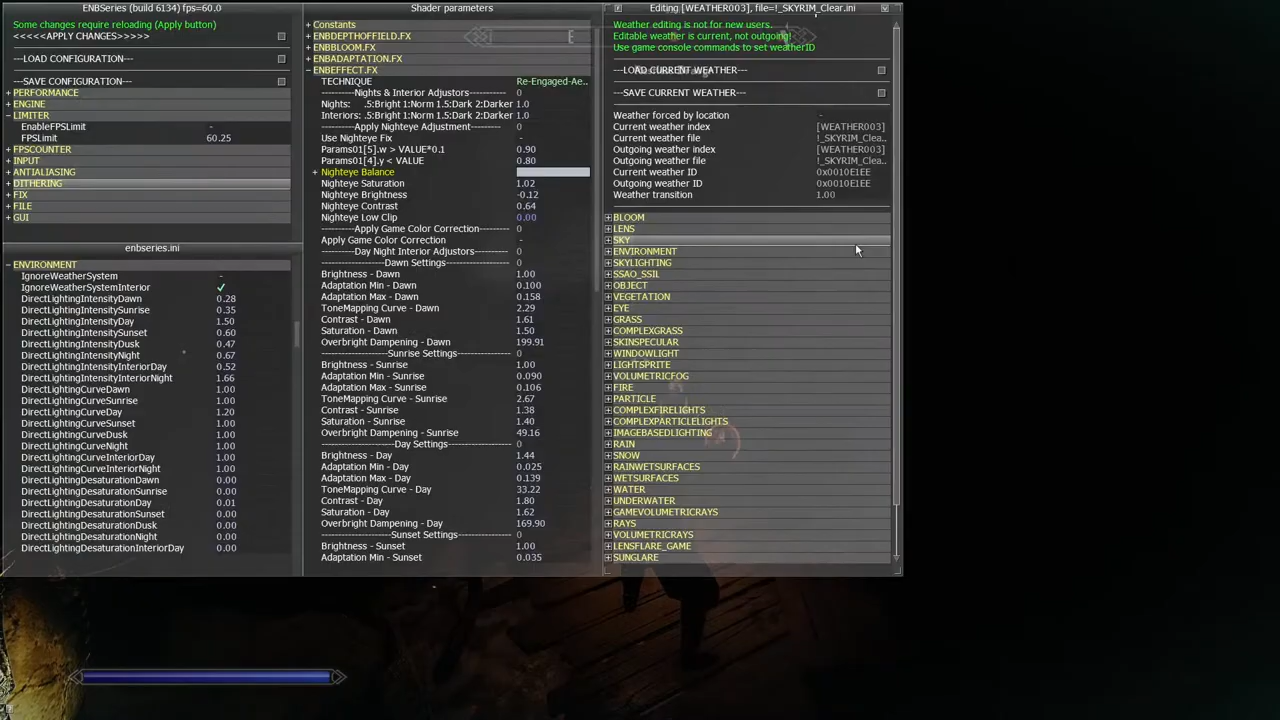 ENBSeries (build 6134) fps=60.0
Some changes require reloading (Apply button)
<<<<<APPLY CHANGES>>>>>
---LOAD CONFIGURATION---
---SAVE CONFIGURATION---
+ PERFORMANCE
+ ENGINE
- LIMITER
EnableFPSLimit -
FPSLimit 60.25
+ FPSCOUNTER
+ INPUT
+ ANTIALIASING
+ DITHERING
+ FIX
+ FILE
+ GUI
enbseries.ini
- ENVIRONMENT
IgnoreWeatherSystem -
IgnoreWeatherSystemInterior ✓
DirectLightingIntensityDawn 0.28
DirectLightingIntensitySunrise 0.35
DirectLightingIntensityDay 1.50
DirectLightingIntensitySunset 0.60
DirectLightingIntensityDusk 0.47
DirectLightingIntensityNight 0.67
DirectLightingIntensityInteriorDay 0.52
DirectLightingIntensityInteriorNight 1.66
DirectLightingCurveDawn 1.00
DirectLightingCurveSunrise 1.00
DirectLightingCurveDay 1.20
DirectLightingCurveSunset 1.00
DirectLightingCurveDusk 1.00
DirectLightingCurveNight 1.00
DirectLightingCurveInteriorDay 1.00
DirectLightingCurveInteriorNight 1.00
DirectLightingDesaturationDawn 0.00
DirectLightingDesaturationSunrise 0.00
DirectLightingDesaturationDay 0.01
DirectLightingDesaturationSunset 0.00
DirectLightingDesaturationDusk 0.00
DirectLightingDesaturationNight 0.00
DirectLightingDesaturationInteriorDay 0.00
Shader parameters
+ Constants
+ ENBDEPTHOFFIELD.FX
+ ENBBLOOM.FX
+ ENBADAPTATION.FX
- ENBEFFECT.FX
TECHNIQUE Re-Engaged-Ae..
----------Nights & Interior Adjustors---------- 0
Nights: .5:Bright 1:Norm 1.5:Dark 2:Darker 1.0
Interiors: .5:Bright 1:Norm 1.5:Dark 2:Darker 1.0
----------Apply Nighteye Adjustment---------- 0
Use Nighteye Fix -
Params01[5].w > VALUE*0.1 0.90
Params01[4].y < VALUE 0.80
+ Nighteye Balance
Nighteye Saturation 1.02
Nighteye Brightness -0.12
Nighteye Contrast 0.64
Nighteye Low Clip 0.00
----------Apply Game Color Correction---------- 0
Apply Game Color Correction -
----------Day Night Interior Adjustors---------- 0
-------------------Dawn Settings------------------- 0
Brightness - Dawn 1.00
Adaptation Min - Dawn 0.100
Adaptation Max - Dawn 0.158
ToneMapping Curve - Dawn 2.29
Contrast - Dawn 1.61
Saturation - Dawn 1.50
Overbright Dampening - Dawn 199.91
-------------------Sunrise Settings------------------- 0
Brightness - Sunrise 1.00
Adaptation Min - Sunrise 0.090
Adaptation Max - Sunrise 0.106
ToneMapping Curve - Sunrise 2.67
Contrast - Sunrise 1.38
Saturation - Sunrise 1.40
Overbright Dampening - Sunrise 49.16
-------------------Day Settings------------------- 0
Brightness - Day 1.44
Adaptation Min - Day 0.025
Adaptation Max - Day 0.139
ToneMapping Curve - Day 33.22
Contrast - Day 1.80
Saturation - Day 1.62
Overbright Dampening - Day 169.90
-------------------Sunset Settings------------------- 0
Brightness - Sunset 1.00
Adaptation Min - Sunset 0.035
Editing [WEATHER003], file=!_SKYRIM_Clear.ini
Weather editing is not for new users.
Editable weather is current, not outgoing!
Use game console commands to set weatherID
---LOAD CURRENT WEATHER---
---SAVE CURRENT WEATHER---
Weather forced by location -
Current weather index [WEATHER003]
Current weather file !_SKYRIM_Clea..
Outgoing weather index [WEATHER003]
Outgoing weather file !_SKYRIM_Clea..
Current weather ID 0x0010E1EE
Outgoing weather ID 0x0010E1EE
Weather transition 1.00
+ BLOOM
+ LENS
+ SKY
+ ENVIRONMENT
+ SKYLIGHTING
+ SSAO_SSIL
+ OBJECT
+ VEGETATION
+ EYE
+ GRASS
+ COMPLEXGRASS
+ SKINSPECULAR
+ WINDOWLIGHT
+ LIGHTSPRITE
+ VOLUMETRICFOG
+ FIRE
+ PARTICLE
+ COMPLEXFIRELIGHTS
+ COMPLEXPARTICLELIGHTS
+ IMAGEBASEDLIGHTING
+ RAIN
+ SNOW
+ RAINWETSURFACES
+ WETSURFACES
+ WATER
+ UNDERWATER
+ GAMEVOLUMETRICRAYS
+ RAYS
+ VOLUMETRICRAYS
+ LENSFLARE_GAME
+ SUNGLARE
E